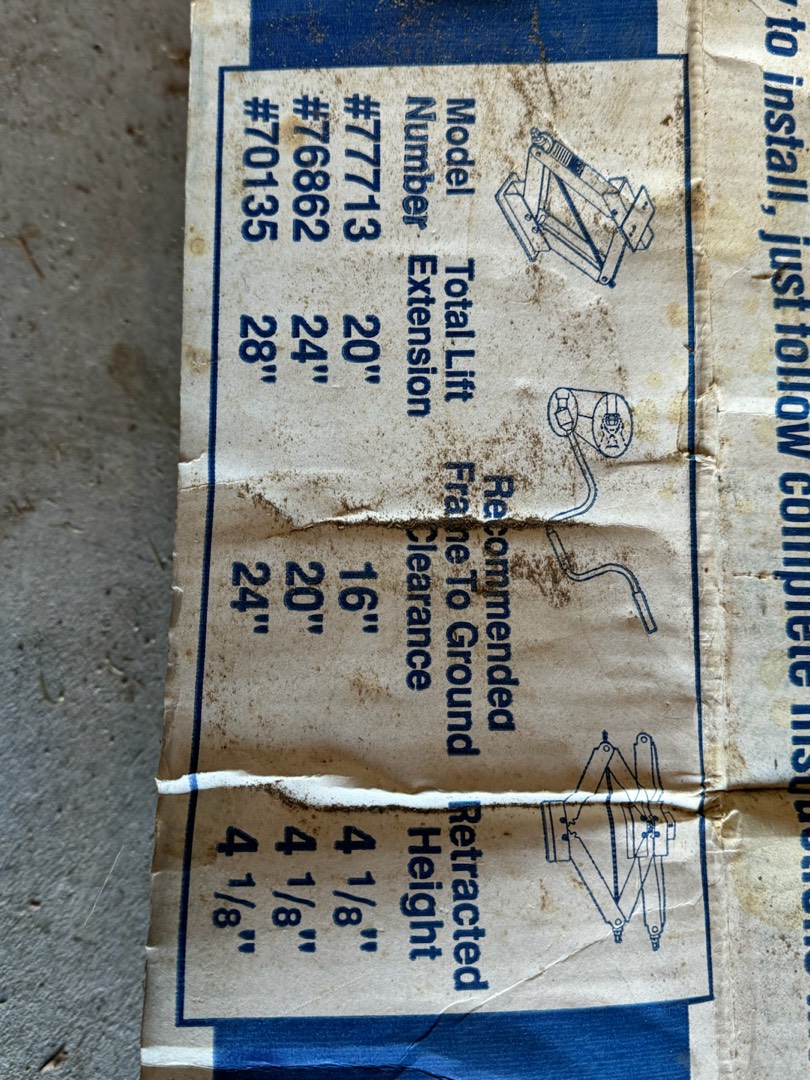 to install, just follow complete
Recommended
Model Total Lift Frame To Ground Retracted
Number Extension Clearance Height
#77713 20" 16" 4 1/8"
#76862 24" 20" 4 1/8"
#70135 28" 24" 4 1/8"